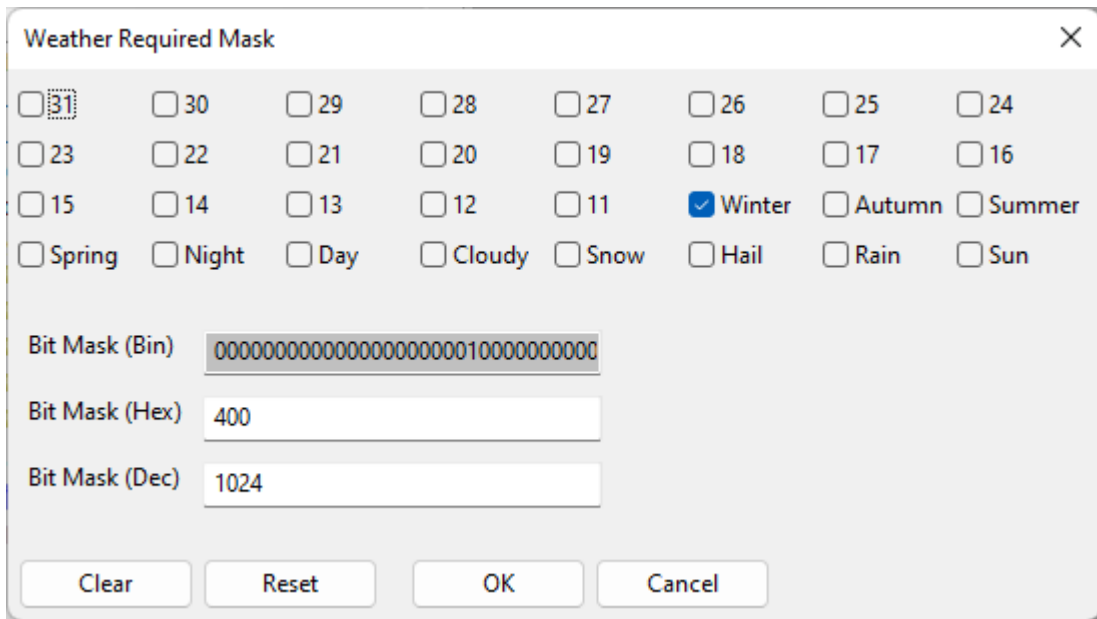 Weather Required Mask
31 30 29 28 27 26 25 24
23 22 21 20 19 18 17 16
15 14 13 12 11 Winter Autumn Summer
Spring Night Day Cloudy Snow Hail Rain Sun
Bit Mask (Bin) 00000000000000000000010000000000
Bit Mask (Hex) 400
Bit Mask (Dec) 1024
Clear Reset OK Cancel